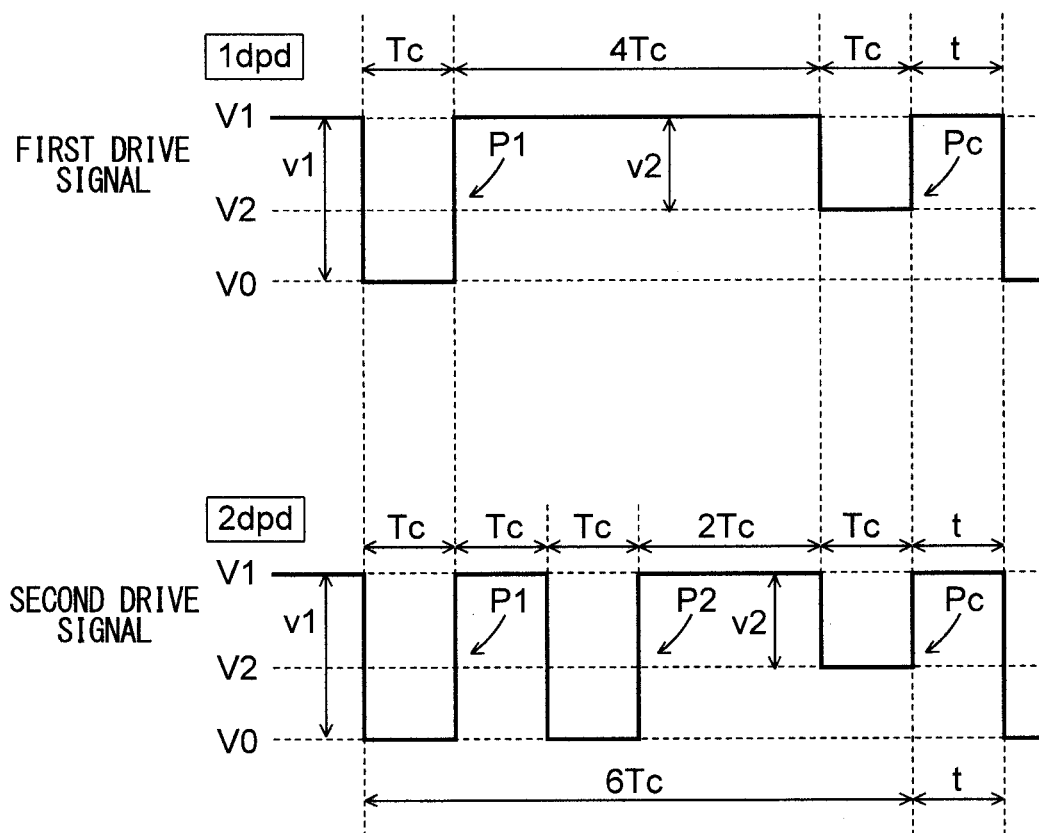 1dpd
Tc 4Tc Tc t
V1
FIRST DRIVE
SIGNAL
v1 P1 v2 Pc
V2
V0
2dpd
Tc Tc Tc 2Tc Tc t
V1
SECOND DRIVE
SIGNAL
v1 P1 P2 v2 Pc
V2
V0
6Tc t